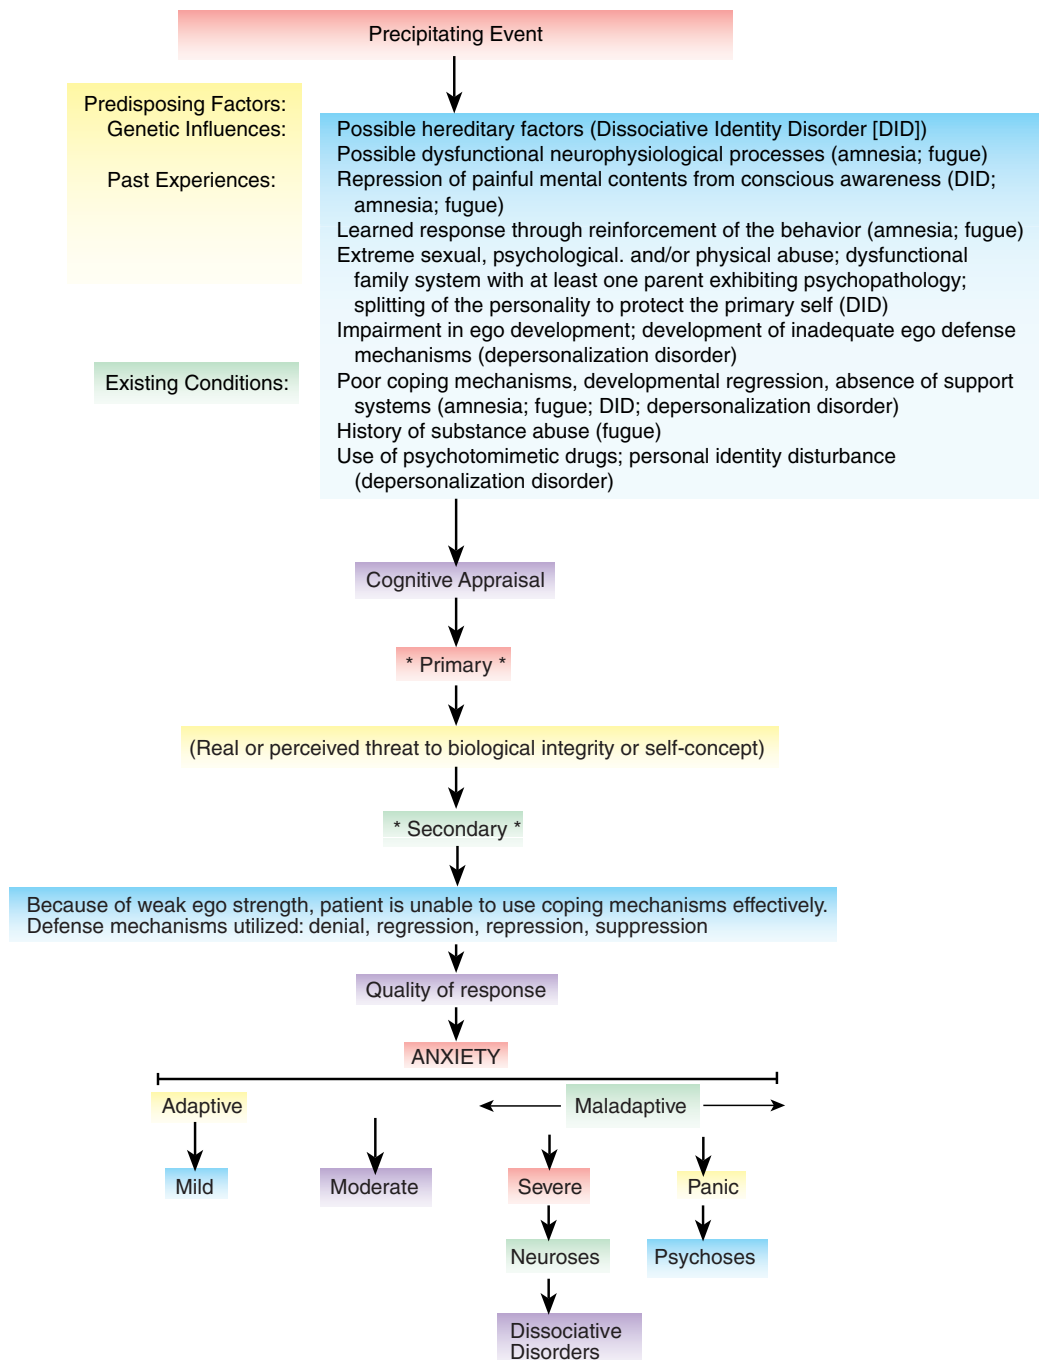 Precipitating Event
Predisposing Factors:
Genetic Influences:
Possible hereditary factors (Dissociative Identity Disorder [DID])
Possible dysfunctional neurophysiological processes (amnesia; fugue)
Past Experiences:
Repression of painful mental contents from conscious awareness (DID;
amnesia; fugue)
Learned response through reinforcement of the behavior (amnesia; fugue)
Extreme sexual, psychological. and/or physical abuse; dysfunctional
family system with at least one parent exhibiting psychopathology;
splitting of the personality to protect the primary self (DID)
Impairment in ego development; development of inadequate ego defense
mechanisms (depersonalization disorder)
Existing Conditions:
Poor coping mechanisms, developmental regression, absence of support
systems (amnesia; fugue; DID; depersonalization disorder)
History of substance abuse (fugue)
Use of psychotomimetic drugs; personal identity disturbance
(depersonalization disorder)
Cognitive Appraisal
* Primary *
(Real or perceived threat to biological integrity or self-concept)
* Secondary *
Because of weak ego strength, patient is unable to use coping mechanisms effectively.
Defense mechanisms utilized: denial, regression, repression, suppression
Quality of response
ANXIETY
Adaptive
Maladaptive
Mild
Moderate
Severe
Panic
Neuroses
Psychoses
Dissociative
Disorders